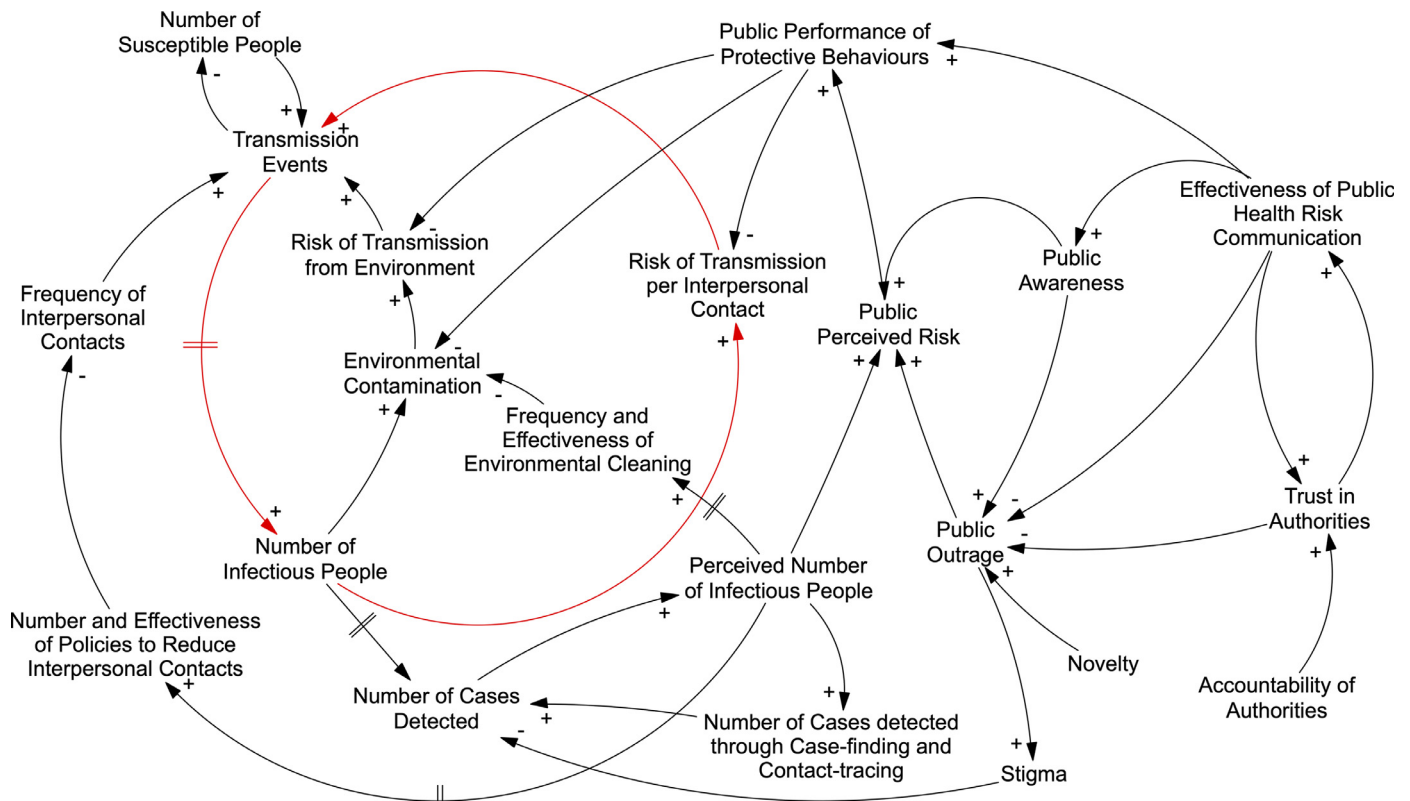 Number of
Susceptible People
Public Performance of
Protective Behaviours
-
+
+
+
+
Transmission
Events
+
+
Effectiveness of Public
Health Risk
Communication
Risk of Transmission
from Environment
-
-
+
Risk of Transmission
per Interpersonal
Contact
Public
Awareness
+
Frequency of
Interpersonal
Contacts
+
+
Public
Perceived Risk
+
+
+
Environmental
Contamination
-
-
+
-
Frequency and
Effectiveness of
Environmental Cleaning
+
+
+
-
Trust in
Authorities
+
Number of
Infectious People
Public
Outrage
-
+
+
Perceived Number
of Infectious People
+
Number and Effectiveness
of Policies to Reduce
Interpersonal Contacts
+
Novelty
Accountability of
Authorities
Number of Cases
Detected
+
-
+
Number of Cases detected
through Case-finding and
Contact-tracing
+
Stigma